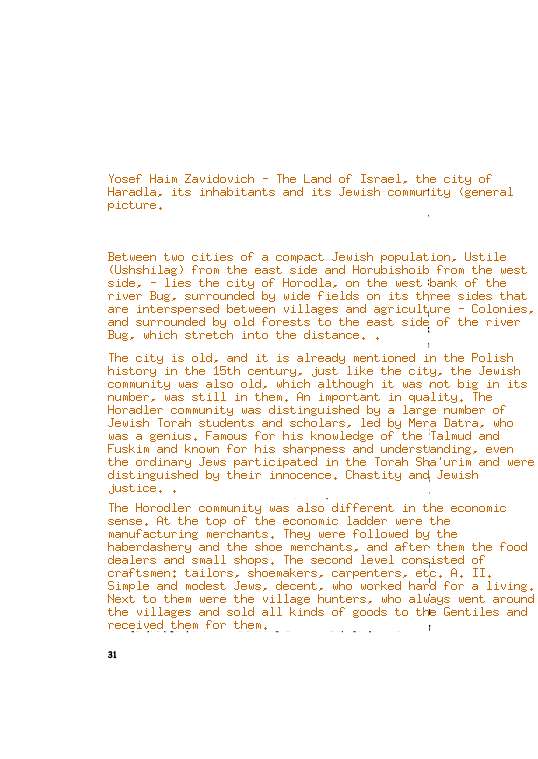 Yosef Haim Zavidovich - The Land of Israel, the city of
Haradla, its inhabitants and its Jewish community (general
picture.
Between two cities of a compact Jewish population, Ustile
(Ushshilag) from the east side and Horubishoib from the west
side, - lies the city of Horodla, on the west bank of the
river Bug, surrounded by wide fields on its three sides that
are interspersed between villages and agriculture - Colonies,
and surrounded by old forests to the east side of the river
Bug, which stretch into the distance. .
The city is old, and it is already mentioned in the Polish
history in the 15th century, just like the city, the Jewish
community was also old, which although it was not big in its
number, was still in them. An important in quality. The
Horadler community was distinguished by a large number of
Jewish Torah students and scholars, led by Mera Datra, who
was a genius. Famous for his knowledge of the Talmud and
Fuskim and known for his sharpness and understanding, even
the ordinary Jews participated in the Torah Sha'urim and were
distinguished by their innocence. Chastity and Jewish
justice. .
The Horodler community was also different in the economic
sense. At the top of the economic ladder were the
manufacturing merchants. They were followed by the
haberdashery and the shoe merchants, and after them the food
dealers and small shops. The second level consisted of
craftsmen: tailors, shoemakers, carpenters, etc. A. II.
Simple and modest Jews, decent, who worked hard for a living.
Next to them were the village hunters, who always went around
the villages and sold all kinds of goods to the Gentiles and
received them for them.
31